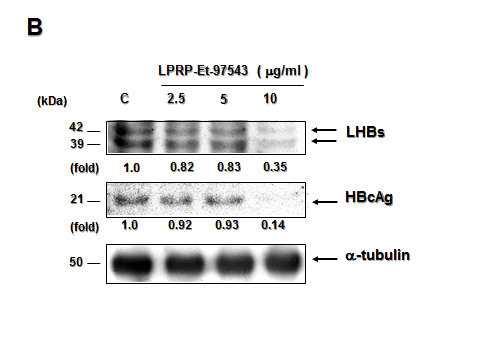 B
LPRP-Et-97543 ( μg/ml )
(kDa) C 2.5 5 10
42 — LHBs
39 —
(fold) 1.0 0.82 0.83 0.35
21 — HBcAg
(fold) 1.0 0.92 0.93 0.14
50 — α-tubulin